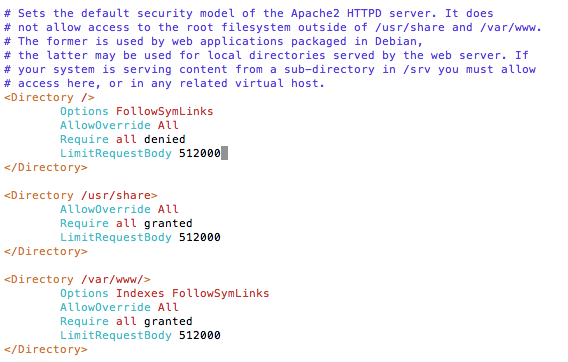 # Sets the default security model of the Apache2 HTTPD server. It does
# not allow access to the root filesystem outside of /usr/share and /var/www.
# The former is used by web applications packaged in Debian,
# the latter may be used for local directories served by the web server. If
# your system is serving content from a sub-directory in /srv you must allow
# access here, or in any related virtual host.
<Directory />
        Options FollowSymLinks
        AllowOverride All
        Require all denied
        LimitRequestBody 512000
</Directory>

<Directory /usr/share>
        AllowOverride All
        Require all granted
        LimitRequestBody 512000
</Directory>

<Directory /var/www/>
        Options Indexes FollowSymLinks
        AllowOverride All
        Require all granted
        LimitRequestBody 512000
</Directory>